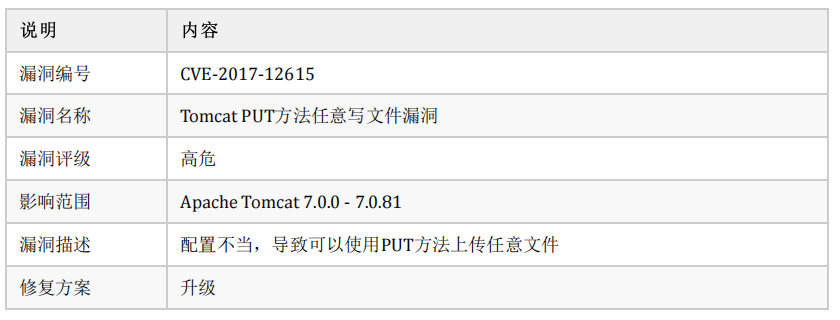 说明 内容
漏洞编号 CVE-2017-12615
漏洞名称 Tomcat PUT方法任意写文件漏洞
漏洞评级 高危
影响范围 Apache Tomcat 7.0.0 - 7.0.81
漏洞描述 配置不当，导致可以使用PUT方法上传任意文件
修复方案 升级